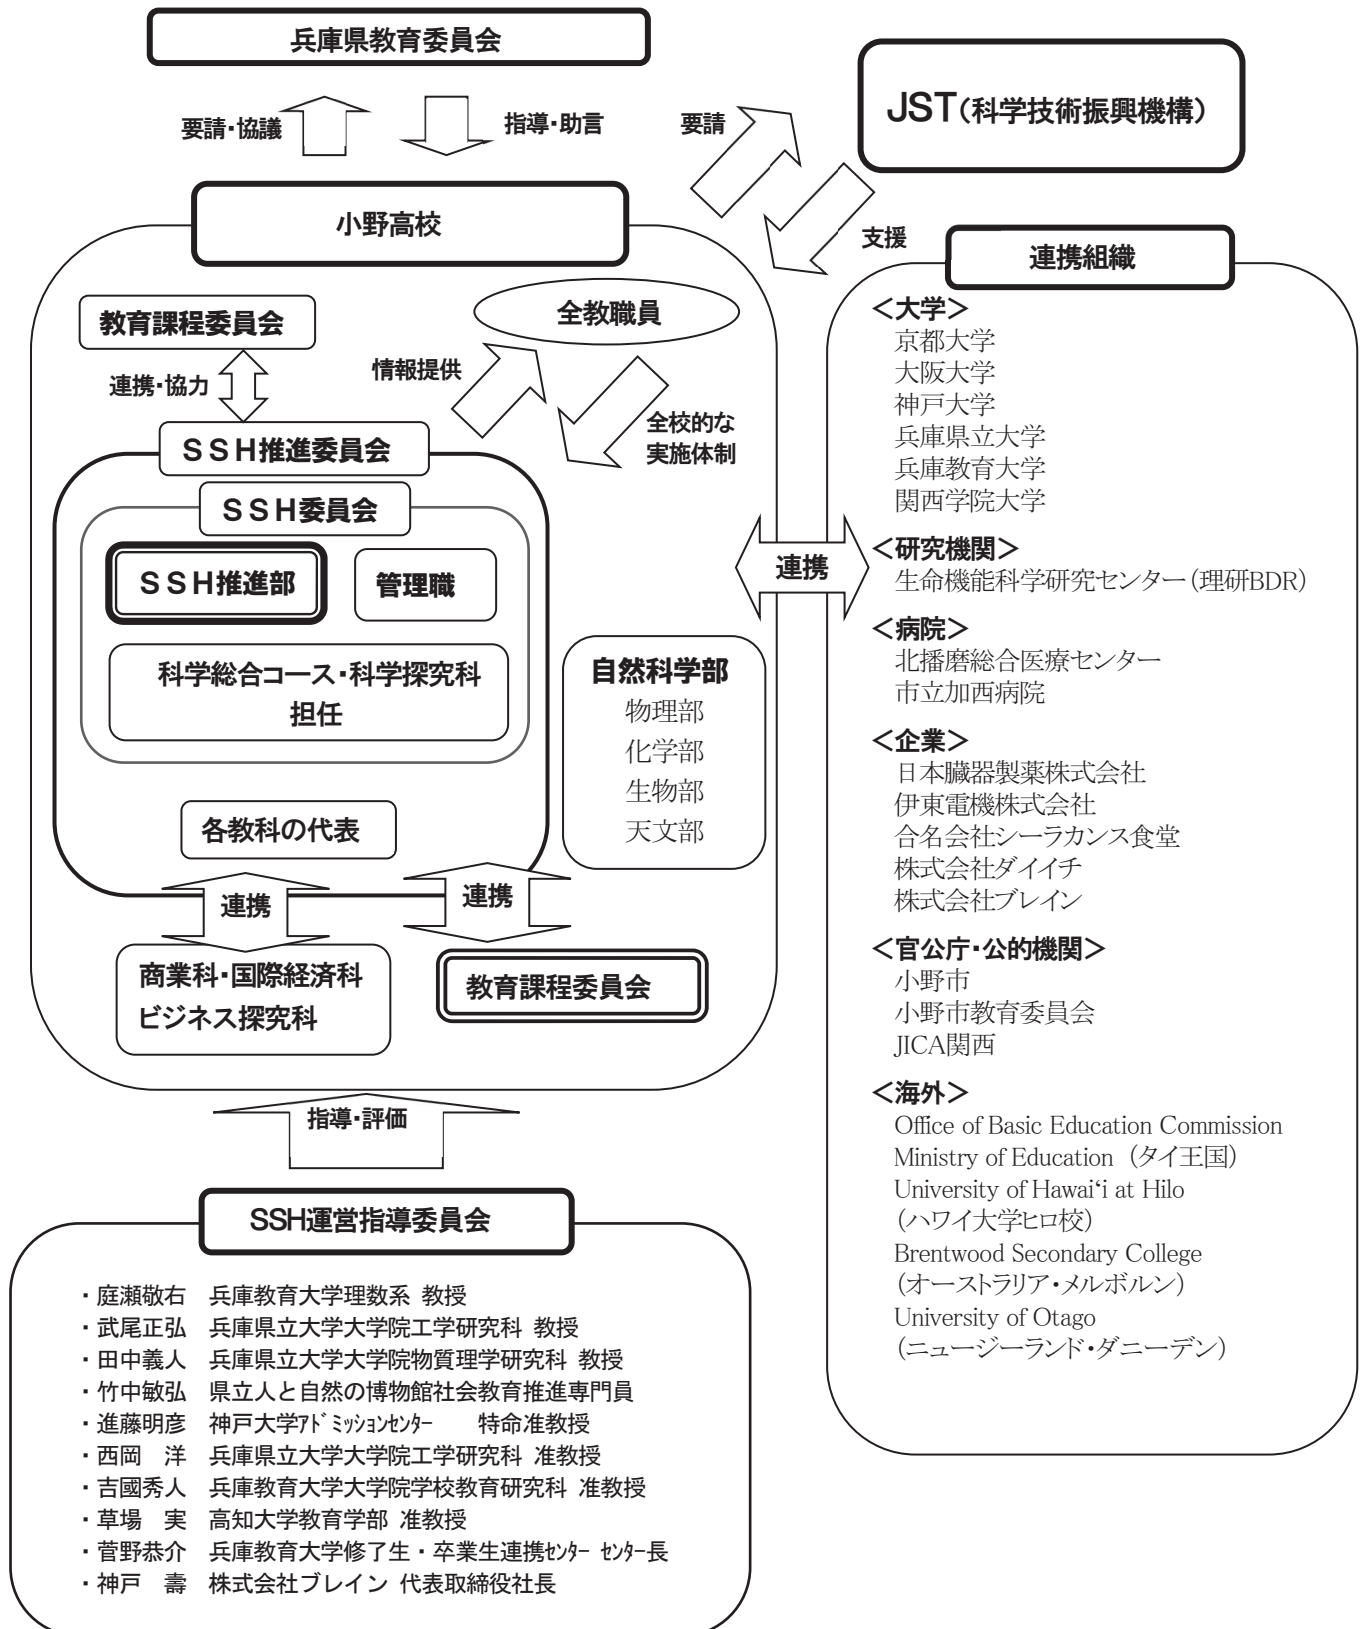 兵庫県教育委員会
JST(科学技術振興機構)
要請・協議
指導・助言
要請
支援
小野高校
教育課程委員会
全教職員
連携・協力
情報提供
全校的な
実施体制
SSH推進委員会
SSH委員会
SSH推進部
管理職
科学総合コース・科学探究科
担任
各教科の代表
自然科学部
物理部
化学部
生物部
天文部
連携
連携
連携
商業科・国際経済科
ビジネス探究科
教育課程委員会
連携組織
<大学>
京都大学
大阪大学
神戸大学
兵庫県立大学
兵庫教育大学
関西学院大学
<研究機関>
生命機能科学研究センター(理研BDR)
<病院>
北播磨総合医療センター
市立加西病院
<企業>
日本臓器製薬株式会社
伊東電機株式会社
合名会社シーラカンス食堂
株式会社ダイイチ
株式会社ブレイン
<官公庁・公的機関>
小野市
小野市教育委員会
JICA関西
<海外>
Office of Basic Education Commission
Ministry of Education (タイ王国)
University of Hawai‘i at Hilo
(ハワイ大学ヒロ校)
Brentwood Secondary College
(オーストラリア・メルボルン)
University of Otago
(ニュージーランド・ダニーデン)
指導・評価
SSH運営指導委員会
・庭瀬敬右 兵庫教育大学理数系 教授
・武尾正弘 兵庫県立大学大学院工学研究科 教授
・田中義人 兵庫県立大学大学院物質理学研究科 教授
・竹中敏弘 県立人と自然の博物館社会教育推進専門員
・進藤明彦 神戸大学ｱﾄﾞﾐｯｼｮﾝｾﾝﾀｰ 特命准教授
・西岡 洋 兵庫県立大学大学院工学研究科 准教授
・吉國秀人 兵庫教育大学大学院学校教育研究科 准教授
・草場 実 高知大学教育学部 准教授
・菅野恭介 兵庫教育大学修了生・卒業生連携ｾﾝﾀｰ ｾﾝﾀｰ長
・神戸 壽 株式会社ブレイン 代表取締役社長